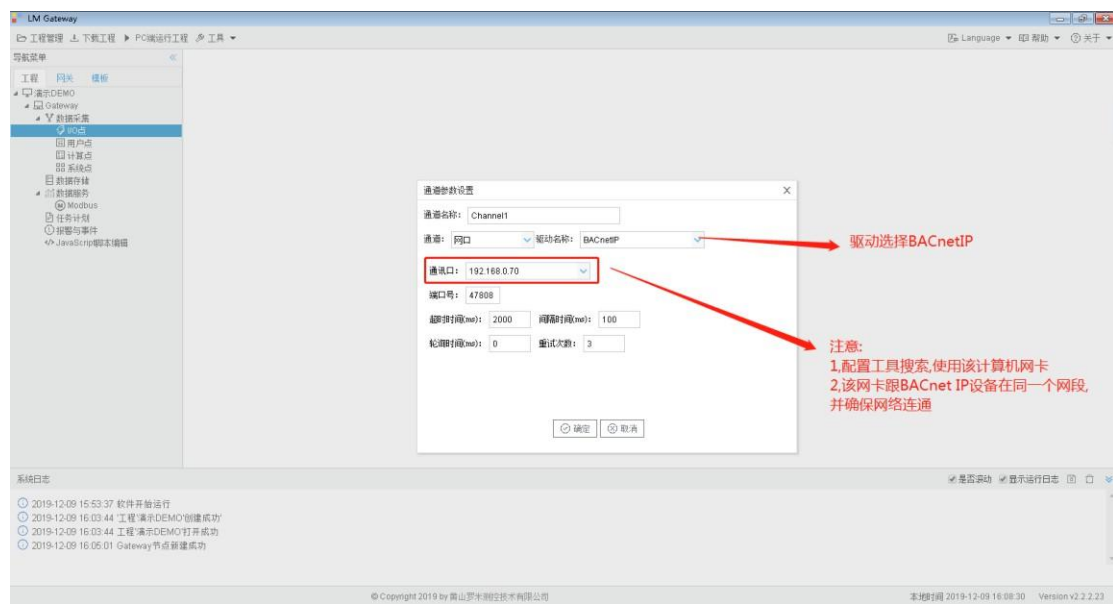 LM Gateway
工程管理 下载工程 PC端运行工程 工具 Language 帮助 关于
导航菜单
工程 网关 模板
演示DEMO
Gateway
数据采集
I/O点
用户点
计算点
系统点
数据存储
数据服务
Modbus
任务计划
报警与事件
JavaScript脚本编辑
通道参数设置
通道名称: Channel1
通道: 网口 驱动名称: BACnetIP
通讯口: 192.168.0.70
端口号: 47808
超时时间(ms): 2000 间隔时间(ms): 100
轮询时间(ms): 0 重试次数: 3
确定 取消
驱动选择BACnetIP
注意:
1,配置工具搜索,使用该计算机网卡
2,该网卡跟BACnet IP设备在同一个网段,
并确保网络连通
系统日志 是否滚动 显示运行日志
2019-12-09 15:53:37 软件开始运行
2019-12-09 16:03:44 '工程'演示DEMO'创建成功'
2019-12-09 16:03:44 工程'演示DEMO'打开成功
2019-12-09 16:05:01 Gateway节点新建成功
© Copyright 2019 by 黄山罗米测控技术有限公司 本地时间 2019-12-09 16:08:30 Version v2.2.2.23